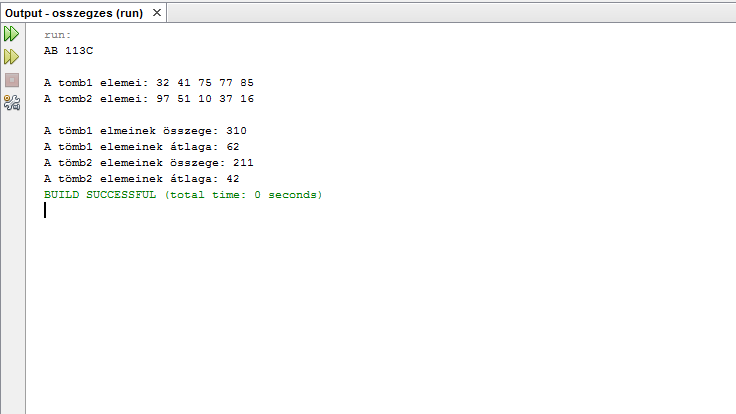 Output - osszegzes (run)
run:
AB 113C
A tomb1 elemei: 32 41 75 77 85
A tomb2 elemei: 97 51 10 37 16
A tömb1 elmeinek összege: 310
A tömb1 elemeinek átlaga: 62
A tömb2 elemeinek összege: 211
A tömb2 elemeinek átlaga: 42
BUILD SUCCESSFUL (total time: 0 seconds)